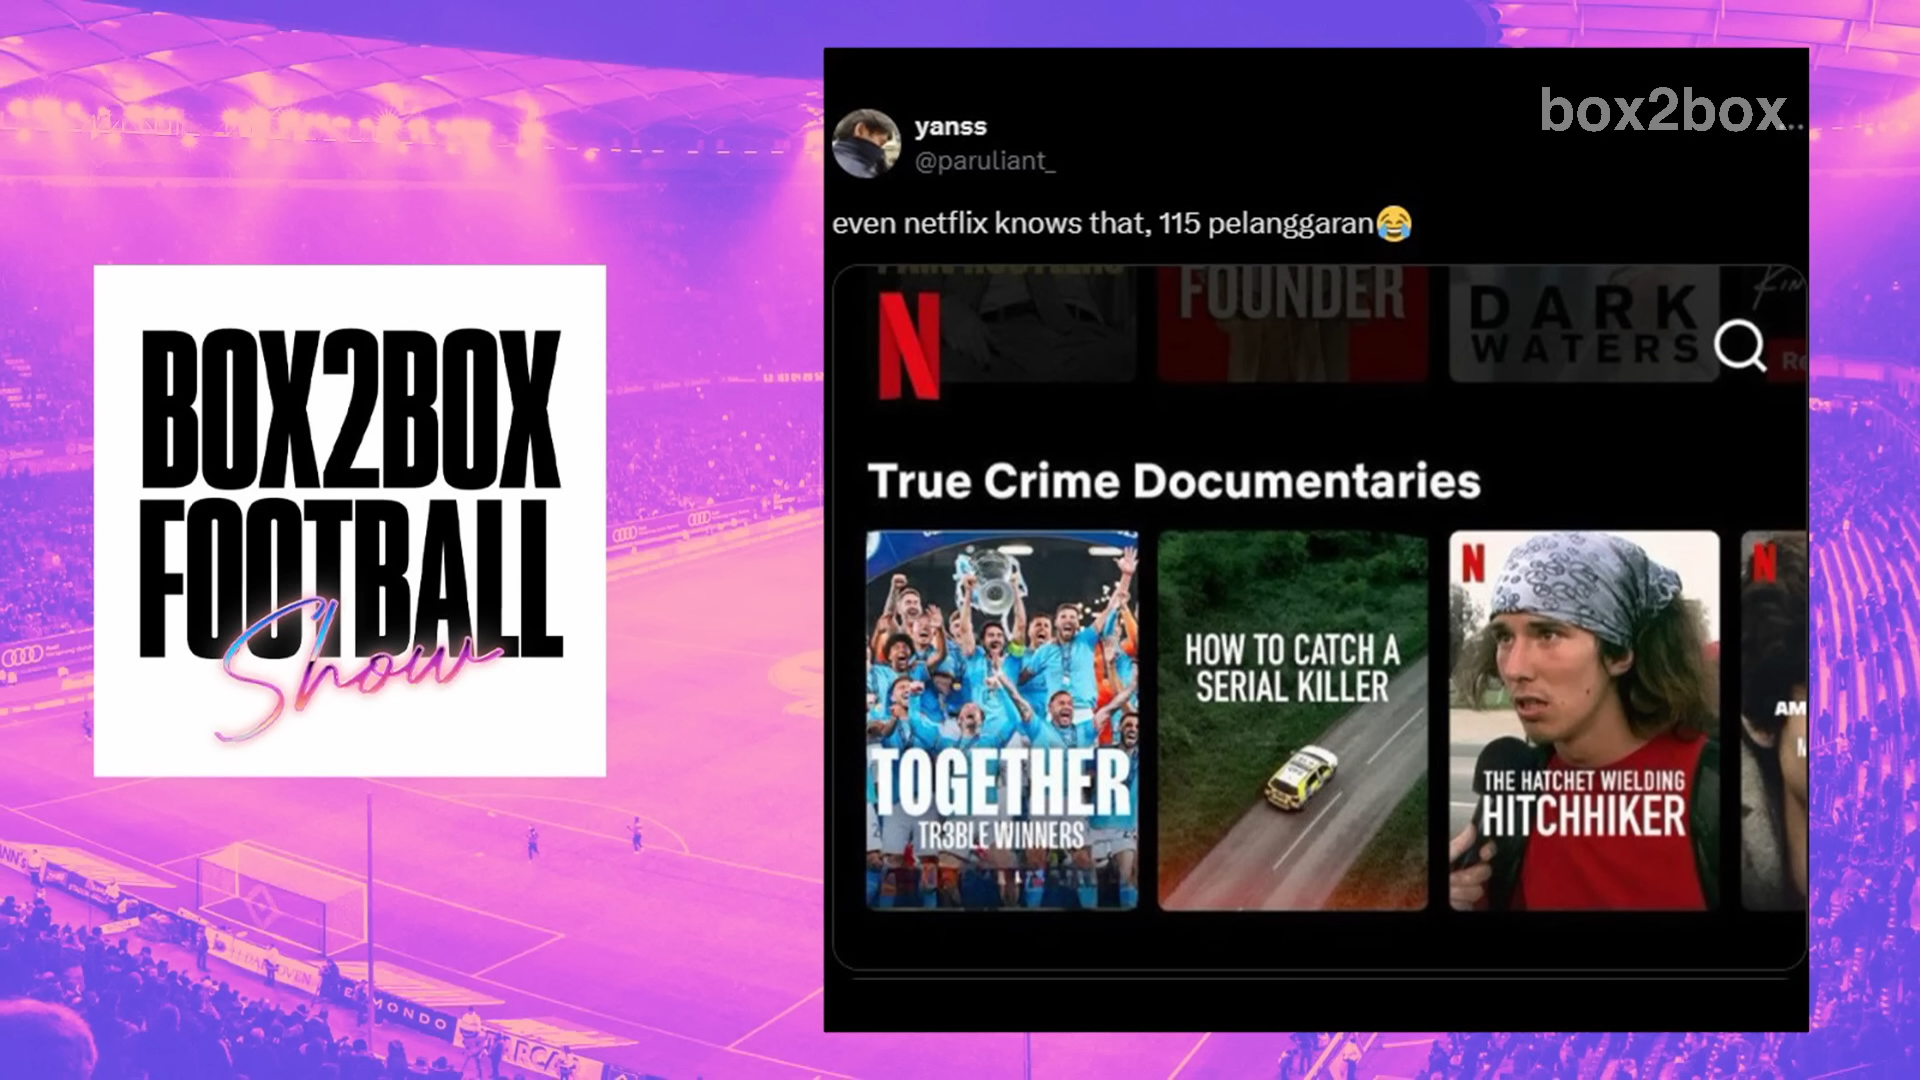 BOX2BOX
FOOTBALL
Show
box2box
yanss
@paruliant_
even netflix knows that, 115 pelanggaran😂
FOUNDER
DARK
WATERS
N
True Crime Documentaries
TOGETHER
TR3BLE WINNERS
HOW TO CATCH A
SERIAL KILLER
N
THE HATCHET WIELDING
HITCHHIKER
N
AM